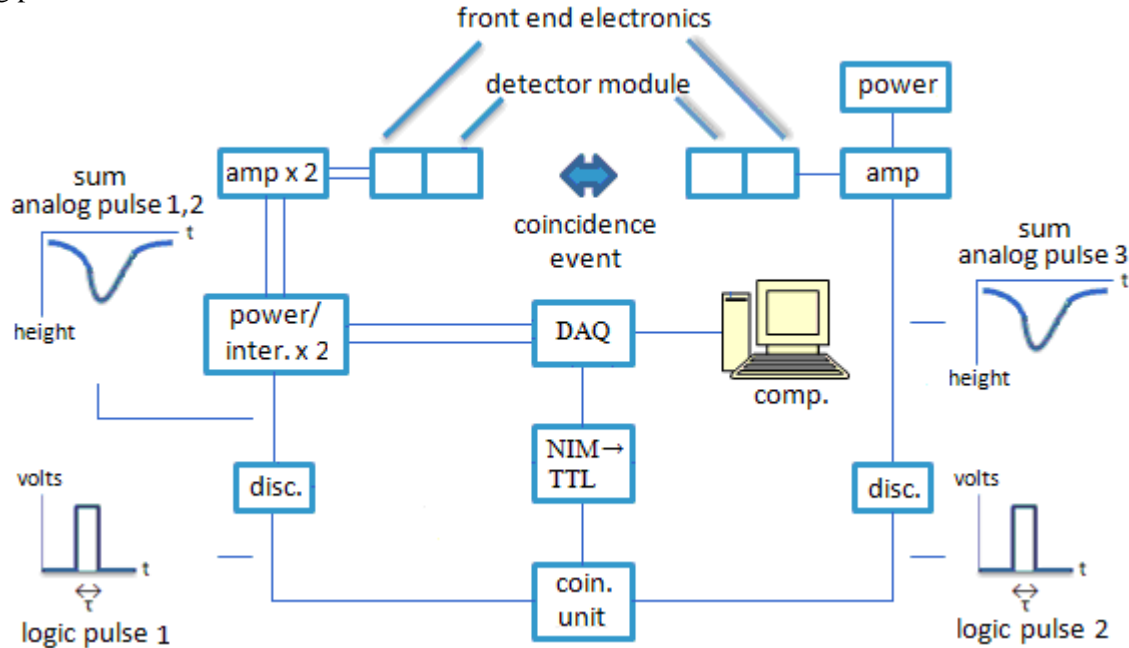 front end electronics
detector module
power
amp x 2
amp
sum
analog pulse 1,2
t
height
coincidence
event
sum
analog pulse 3
t
height
power/
inter. x 2
DAQ
comp.
NIM→
TTL
disc.
disc.
volts
t
τ
logic pulse 1
coin.
unit
volts
t
τ
logic pulse 2